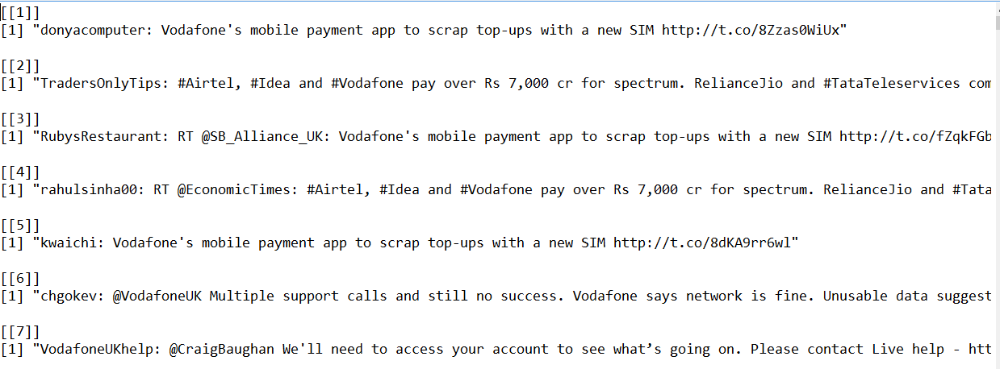 [[1]]
[1] "donyacomputer: Vodafone's mobile payment app to scrap top-ups with a new SIM http://t.co/8Zzas0WiUx"
[[2]]
[1] "TradersOnlyTips: #Airtel, #Idea and #Vodafone pay over Rs 7,000 cr for spectrum. RelianceJio and #TataTeleservices com
[[3]]
[1] "RubysRestaurant: RT @SB_Alliance_UK: Vodafone's mobile payment app to scrap top-ups with a new SIM http://t.co/fZqkFGb
[[4]]
[1] "rahulsinha00: RT @EconomicTimes: #Airtel, #Idea and #Vodafone pay over Rs 7,000 cr for spectrum. RelianceJio and #Tata
[[5]]
[1] "kwaichi: Vodafone's mobile payment app to scrap top-ups with a new SIM http://t.co/8dKA9rr6wl"
[[6]]
[1] "chgokev: @VodafoneUK Multiple support calls and still no success. Vodafone says network is fine. Unusable data suggest
[[7]]
[1] "VodafoneUKhelp: @CraigBaughan We'll need to access your account to see what’s going on. Please contact Live help - htt